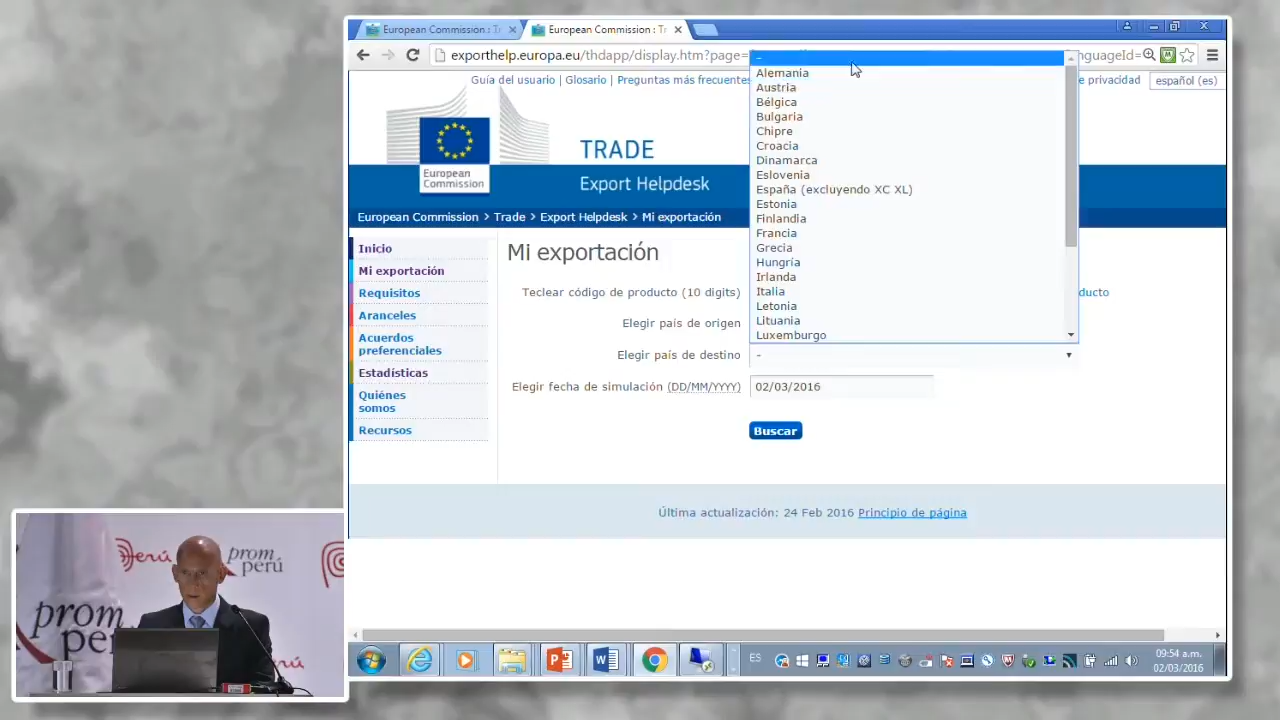 European Commission : Tr
European Commission : Tr
exporthelp.europa.eu/thdapp/display.htm?page=
nguageId=
Guía del usuario | Glosario | Preguntas más frecuentes
e privacidad
español (es)
European
Commission
TRADE
Export Helpdesk
European Commission > Trade > Export Helpdesk > Mi exportación
Inicio
Mi exportación
Requisitos
Aranceles
Acuerdos
preferenciales
Estadísticas
Quiénes
somos
Recursos
Mi exportación
Teclear código de producto (10 digits)
ducto
Elegir país de origen
Elegir país de destino
-
Elegir fecha de simulación (DD/MM/YYYY)
02/03/2016
Buscar
-
Alemania
Austria
Bélgica
Bulgaria
Chipre
Croacia
Dinamarca
Eslovenia
España (excluyendo XC XL)
Estonia
Finlandia
Francia
Grecia
Hungría
Irlanda
Italia
Letonia
Lituania
Luxemburgo
Última actualización: 24 Feb 2016 Principio de página
ES
09:54 a.m.
02/03/2016
Perú
prom
perú
prom